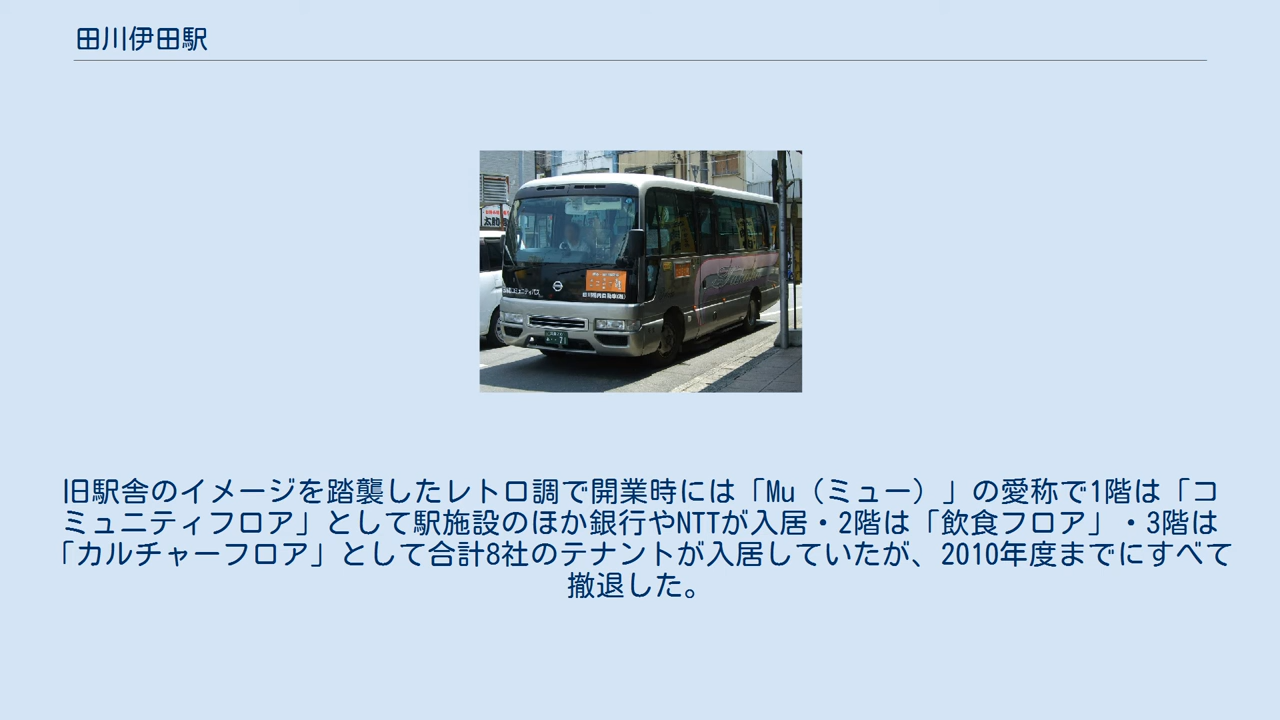 田川伊田駅
旧駅舎のイメージを踏襲したレトロ調で開業時には「Mu（ミュー）」の愛称で1階は「コ
ミュニティフロア」として駅施設のほか銀行やNTTが入居・2階は「飲食フロア」・3階は
「カルチャーフロア」として合計8社のテナントが入居していたが、2010年度までにすべて
撤退した。